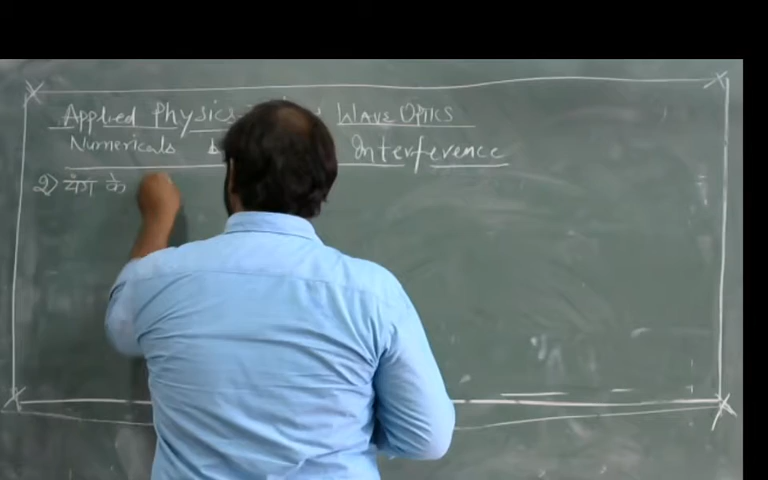 Applied Physics WAVE OPTICS
Numericals Interference
2) यंग के